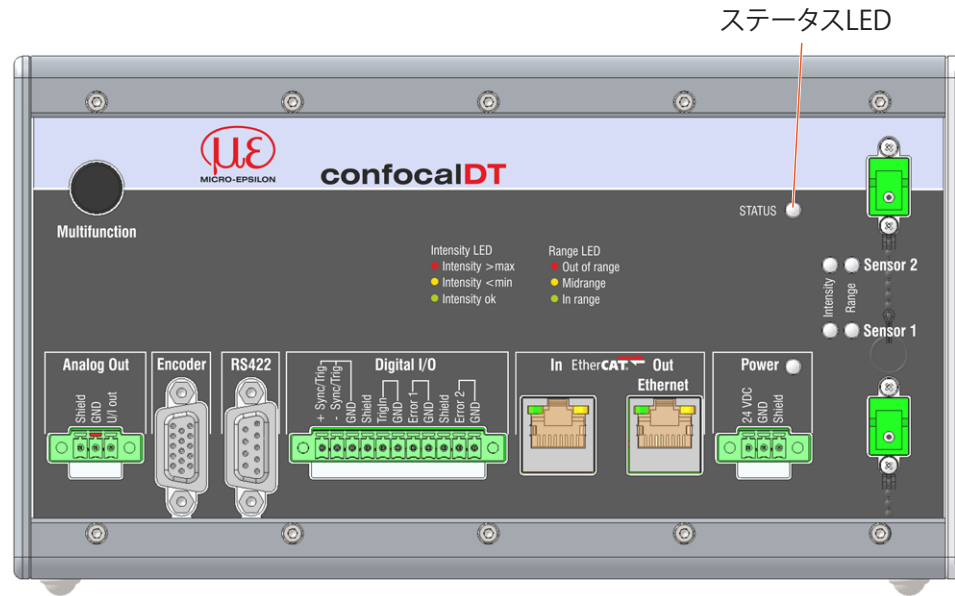 ステータスLED
με
MICRO-EPSILON
confocalDT
Multifunction
STATUS
Intensity LED
Intensity >max
Intensity <min
Intensity ok
Range LED
Out of range
Midrange
In range
Sensor 2
Intensity
Range
Sensor 1
Analog Out
Shield
GND
U/I out
Encoder
RS422
Digital I/O
+ Sync/Trig
- Sync/Trig
GND
Shield
TrigIn
GND
Error 1
GND
Shield
Error 2
GND
In EtherCAT Out
Ethernet
Power
24 VDC
GND
Shield